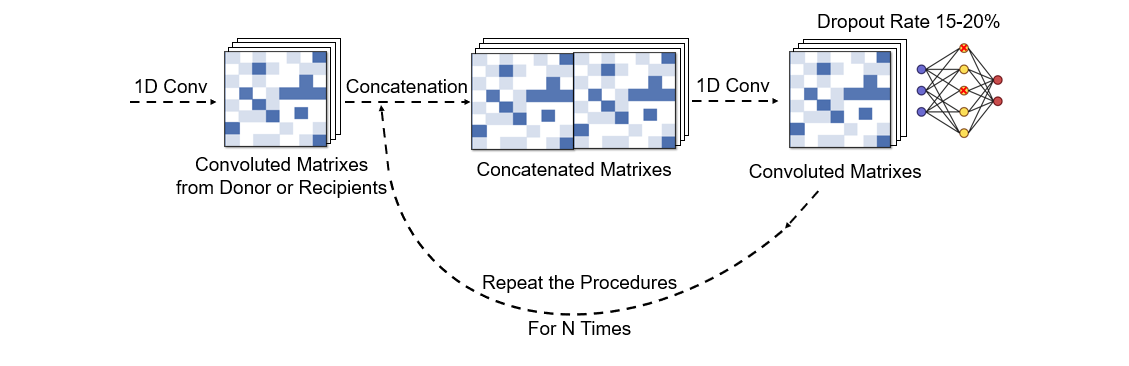 Dropout Rate 15-20%
1D Conv
Concatenation
1D Conv
Convoluted Matrixes
from Donor or Recipients
Concatenated Matrixes
Convoluted Matrixes
Repeat the Procedures
For N Times